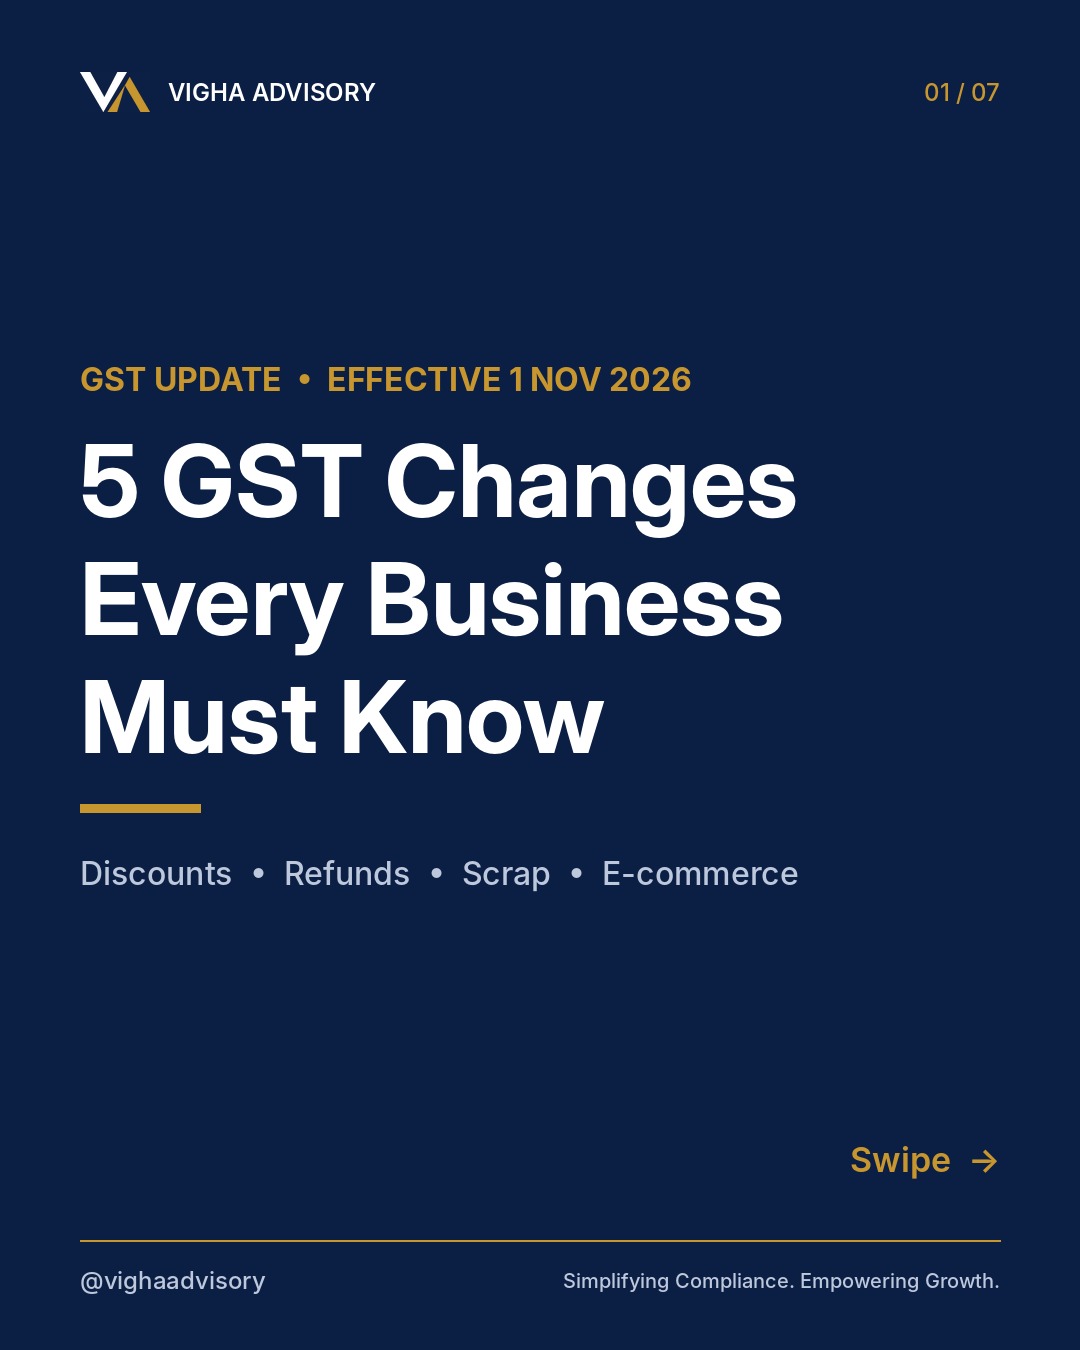 VIGHA ADVISORY
01 / 07
GST UPDATE • EFFECTIVE 1 NOV 2026
5 GST Changes
Every Business
Must Know
Discounts • Refunds • Scrap • E-commerce
Swipe →
@vighaadvisory
Simplifying Compliance. Empowering Growth.